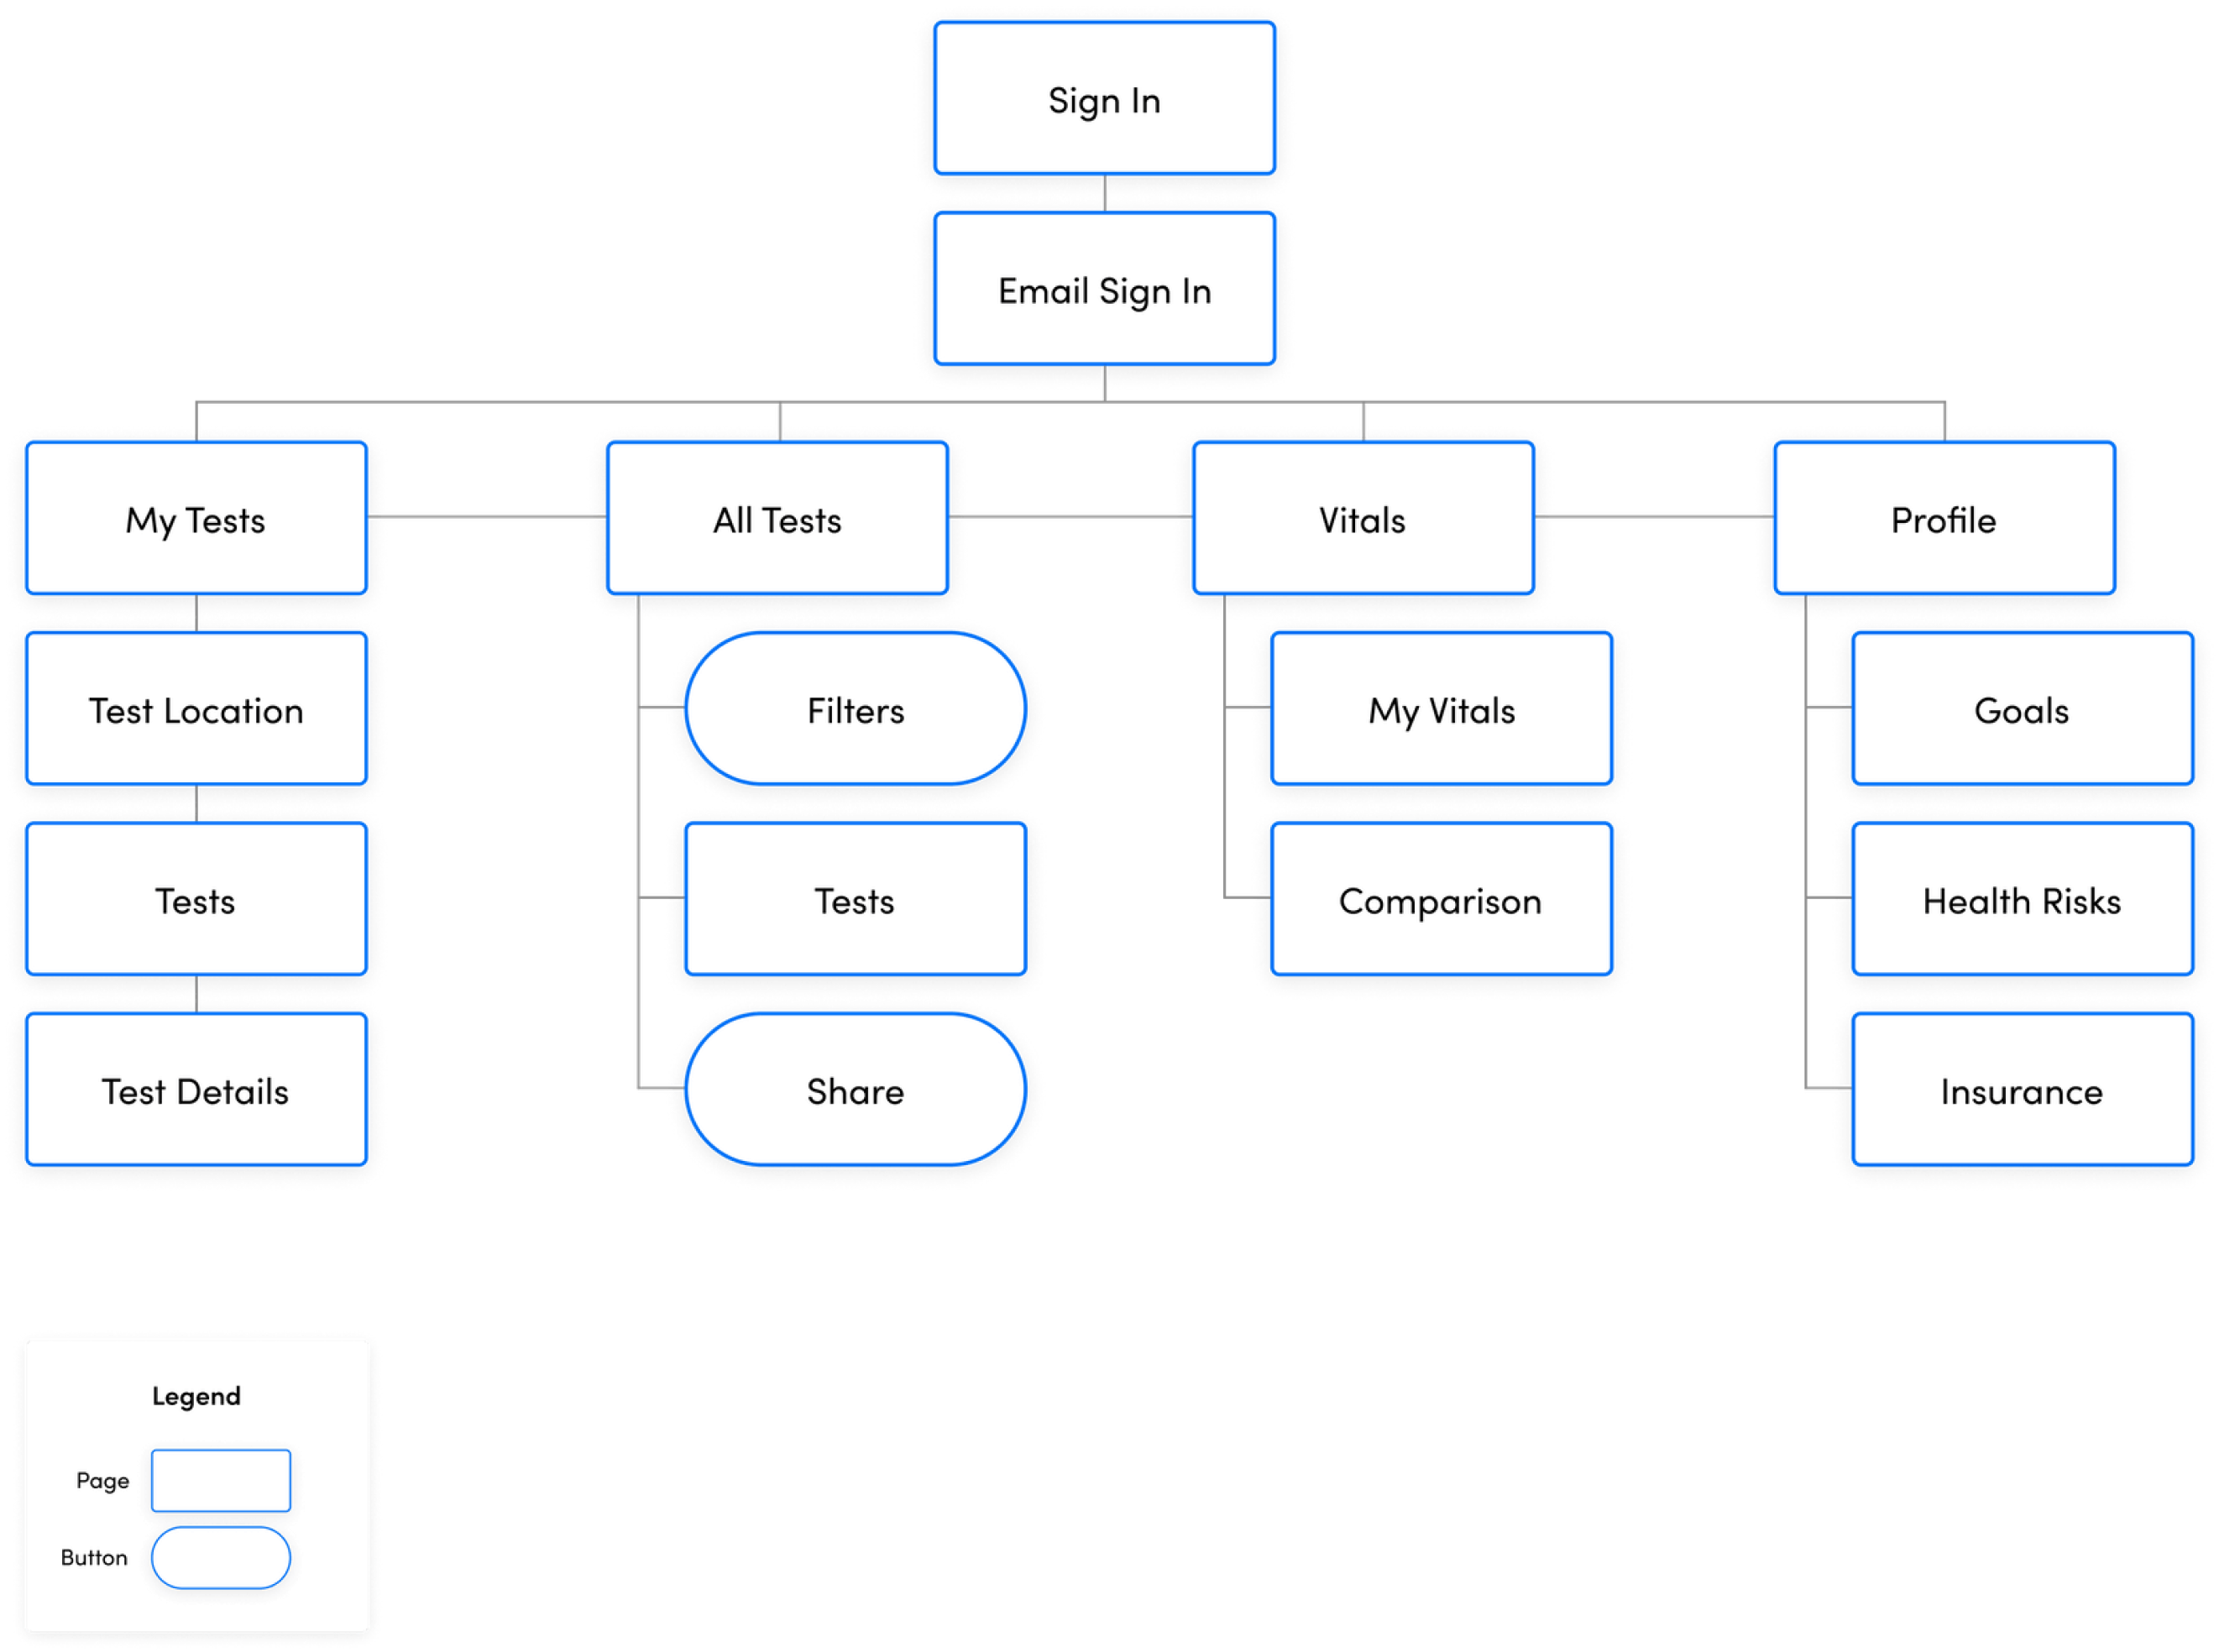 Sign In
Email Sign In
My Tests
All Tests
Vitals
Profile
Test Location
Filters
My Vitals
Goals
Tests
Tests
Comparison
Health Risks
Test Details
Share
Insurance
Legend
Page
Button